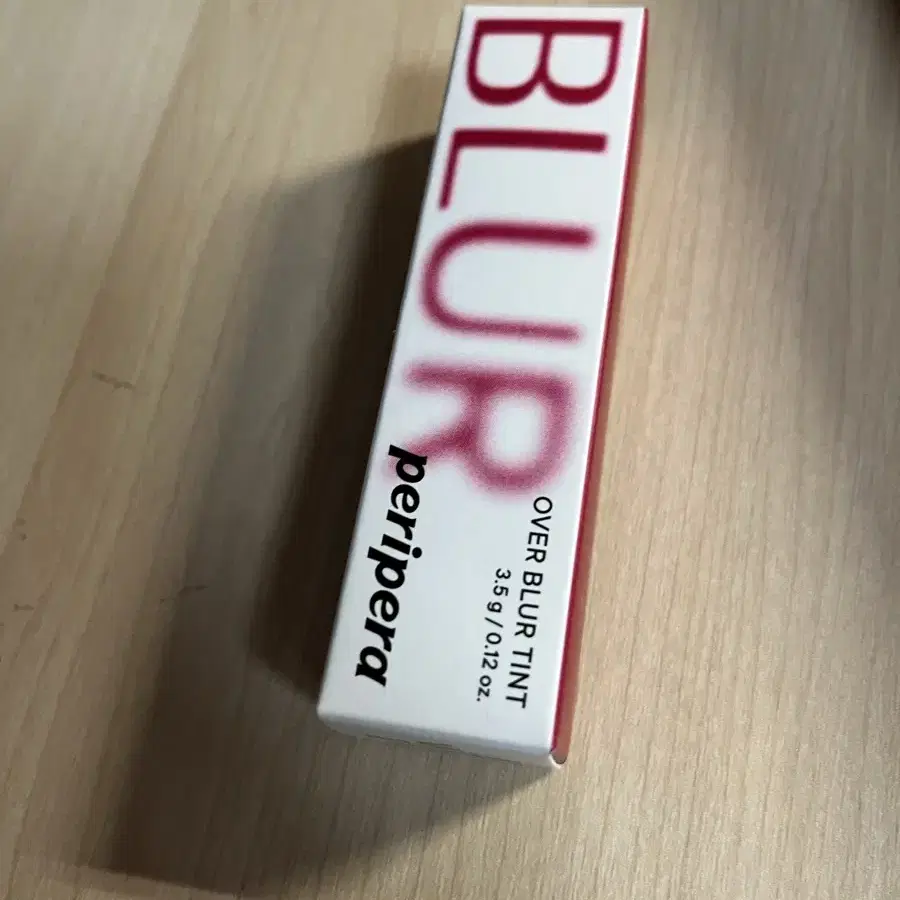 BLUR
peripera
OVER BLUR TINT
3.5 g / 0.12 oz.